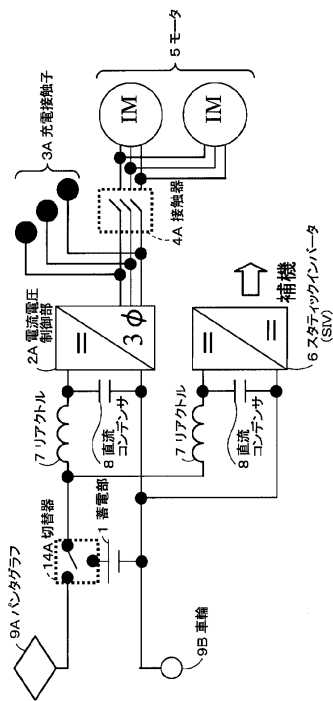 9A パンタグラフ
14A 切替器
1 蓄電部
9B 車輪
7 リアクトル
8 直流
コンデンサ
2A 電流電圧
制御部
3φ
3A 充電接触子
4A 接触器
IM
IM
5 モータ
7 リアクトル
8 直流
コンデンサ
6 スタティックインバータ
(SIV)
補機